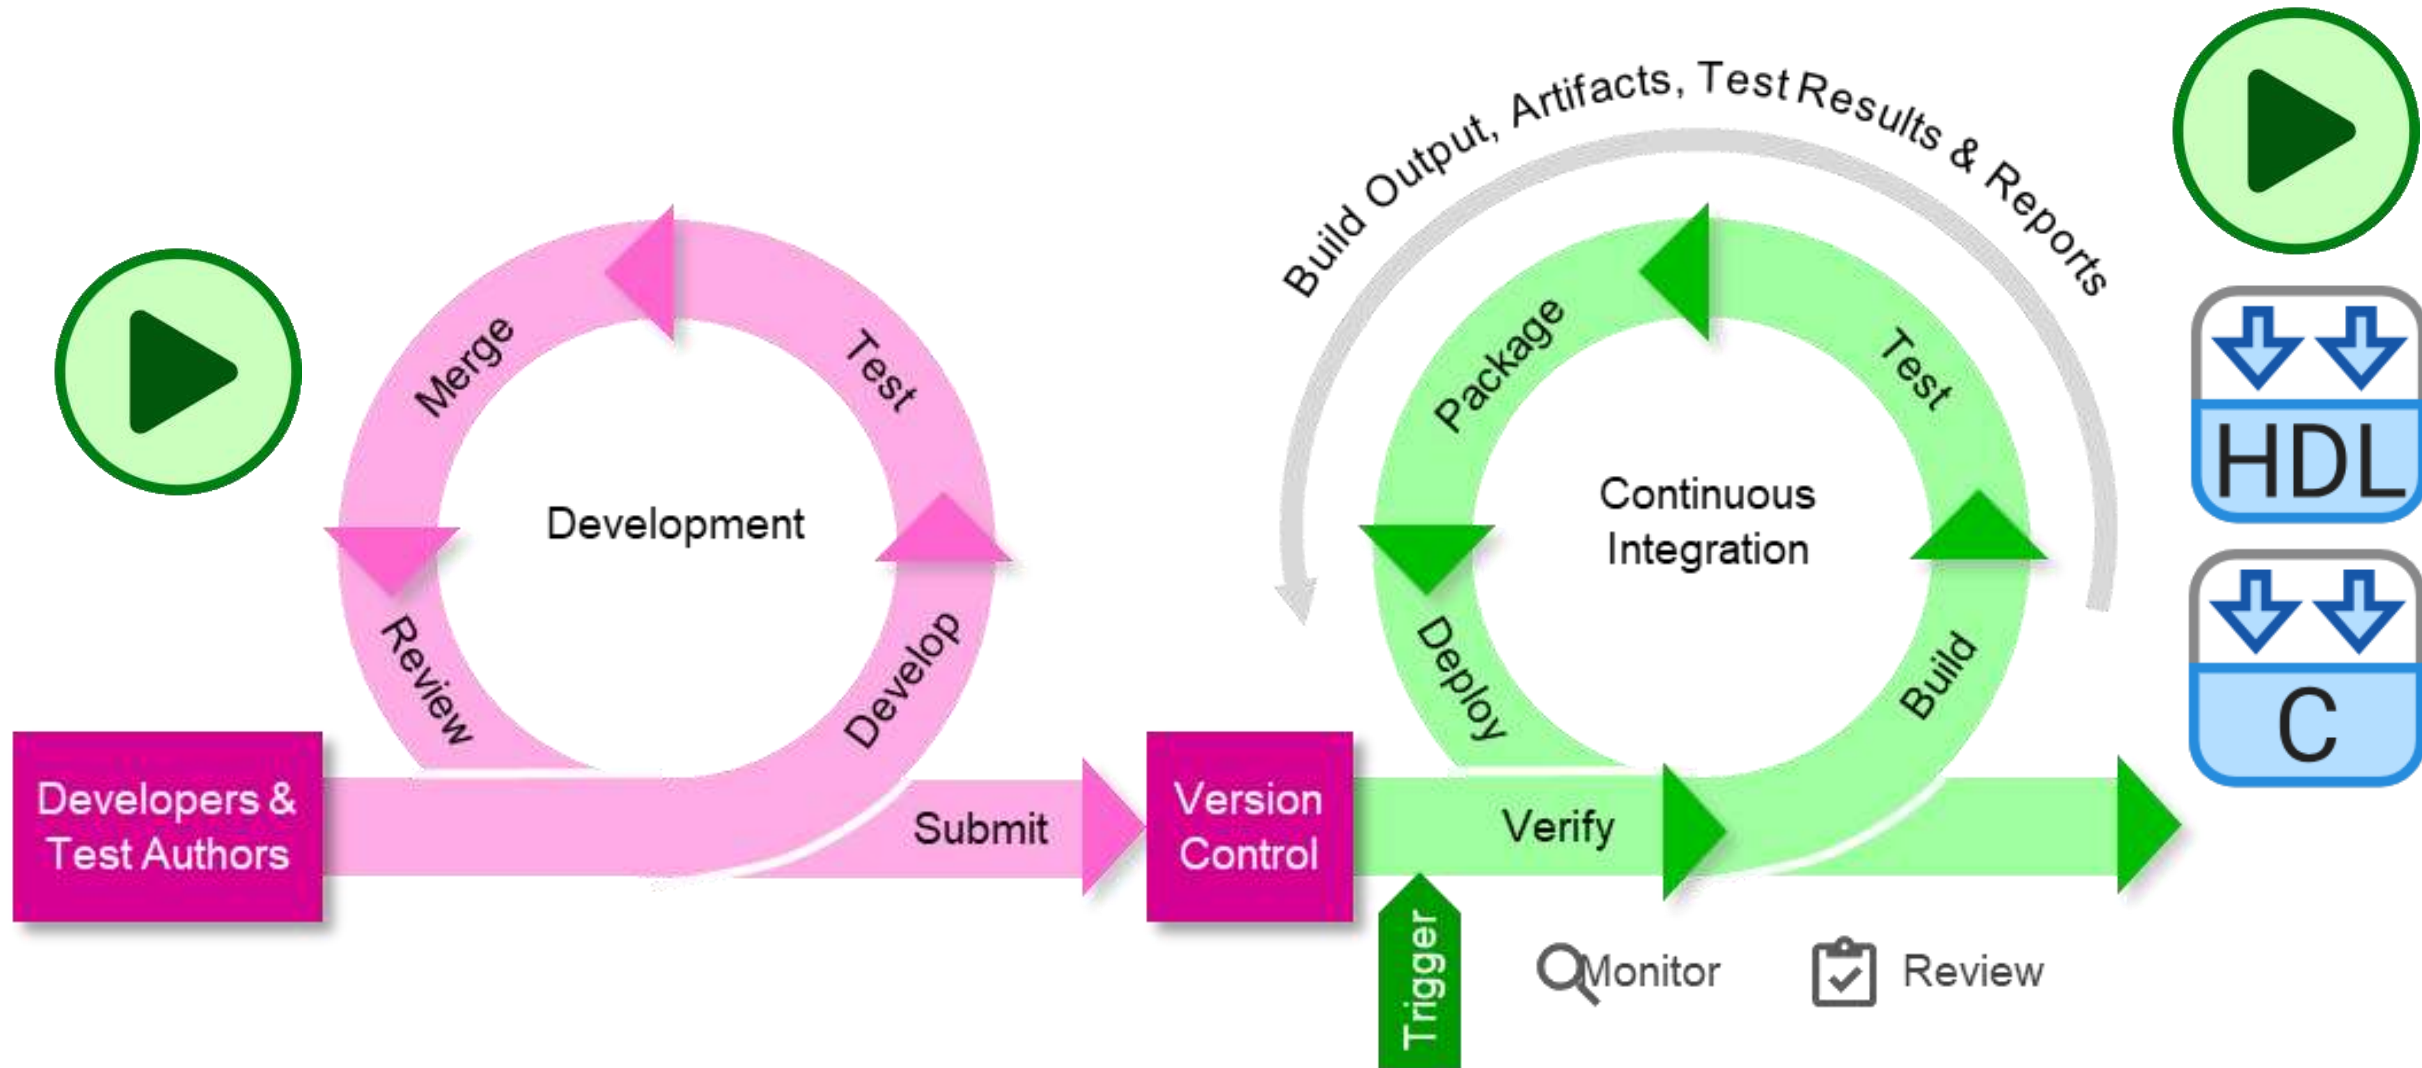 Build Output, Artifacts, Test Results & Reports
Merge
Test
Development
Review
Develop
Developers &
Test Authors
Submit
Version
Control
Package
Test
Continuous
Integration
Deploy
Build
Verify
Trigger
Monitor
Review
HDL
C